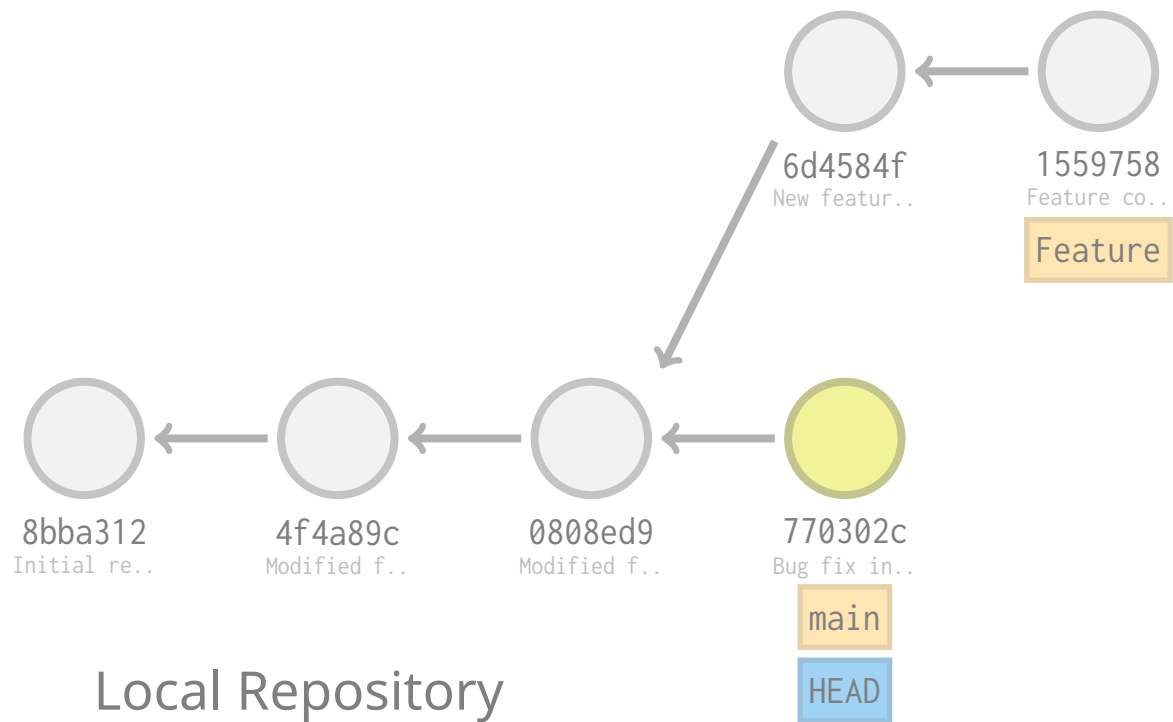 6d4584f
New featur..
1559758
Feature co..
Feature
8bba312
Initial re..
4f4a89c
Modified f..
0808ed9
Modified f..
770302c
Bug fix in..
main
HEAD
Local Repository